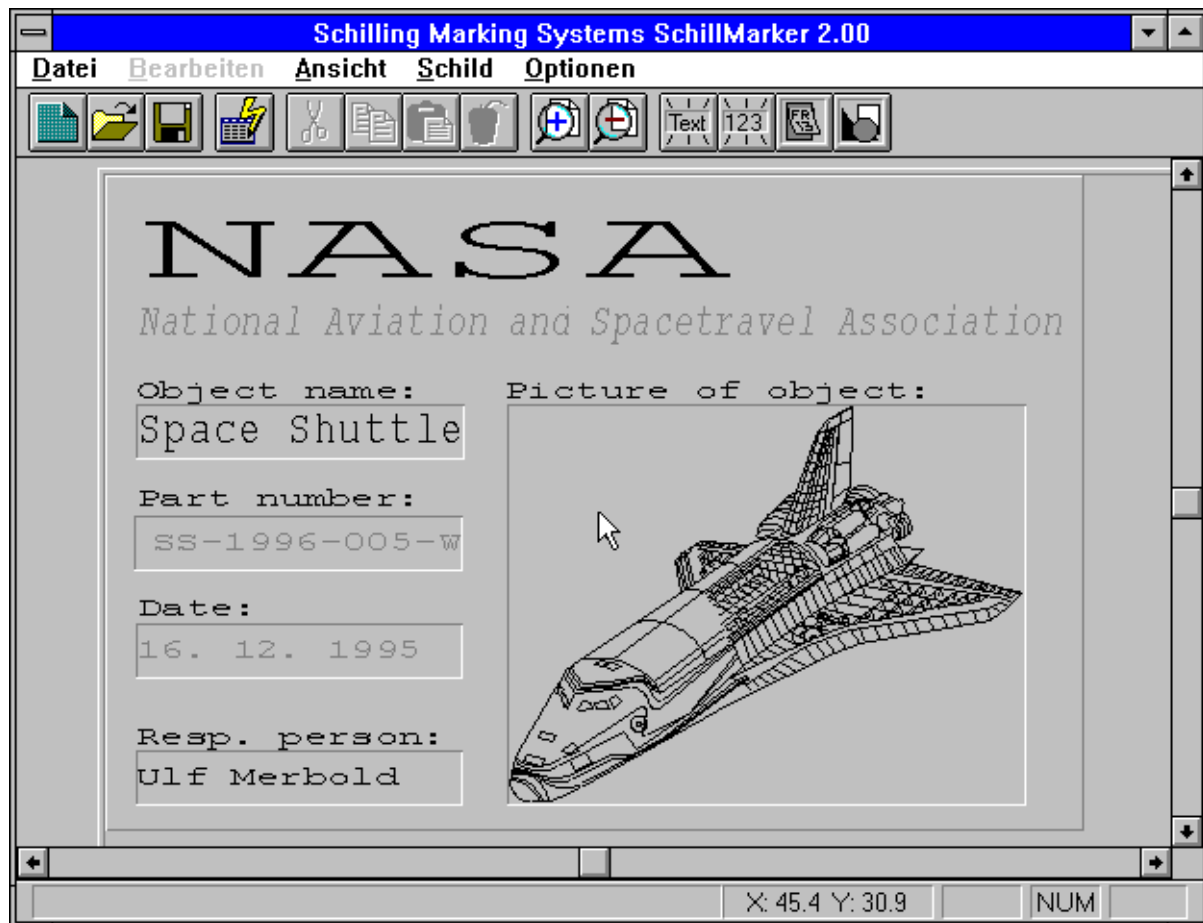 Schilling Marking Systems SchillMarker 2.00
Datei Bearbeiten Ansicht Schild Optionen
Text 123 FR
NASA
National Aviation and Spacetravel Association
Object name: Picture of object:
Space Shuttle
Part number:
SS-1996-005-W
Date:
16. 12. 1995
Resp. person:
Ulf Merbold
X: 45.4 Y: 30.9 NUM